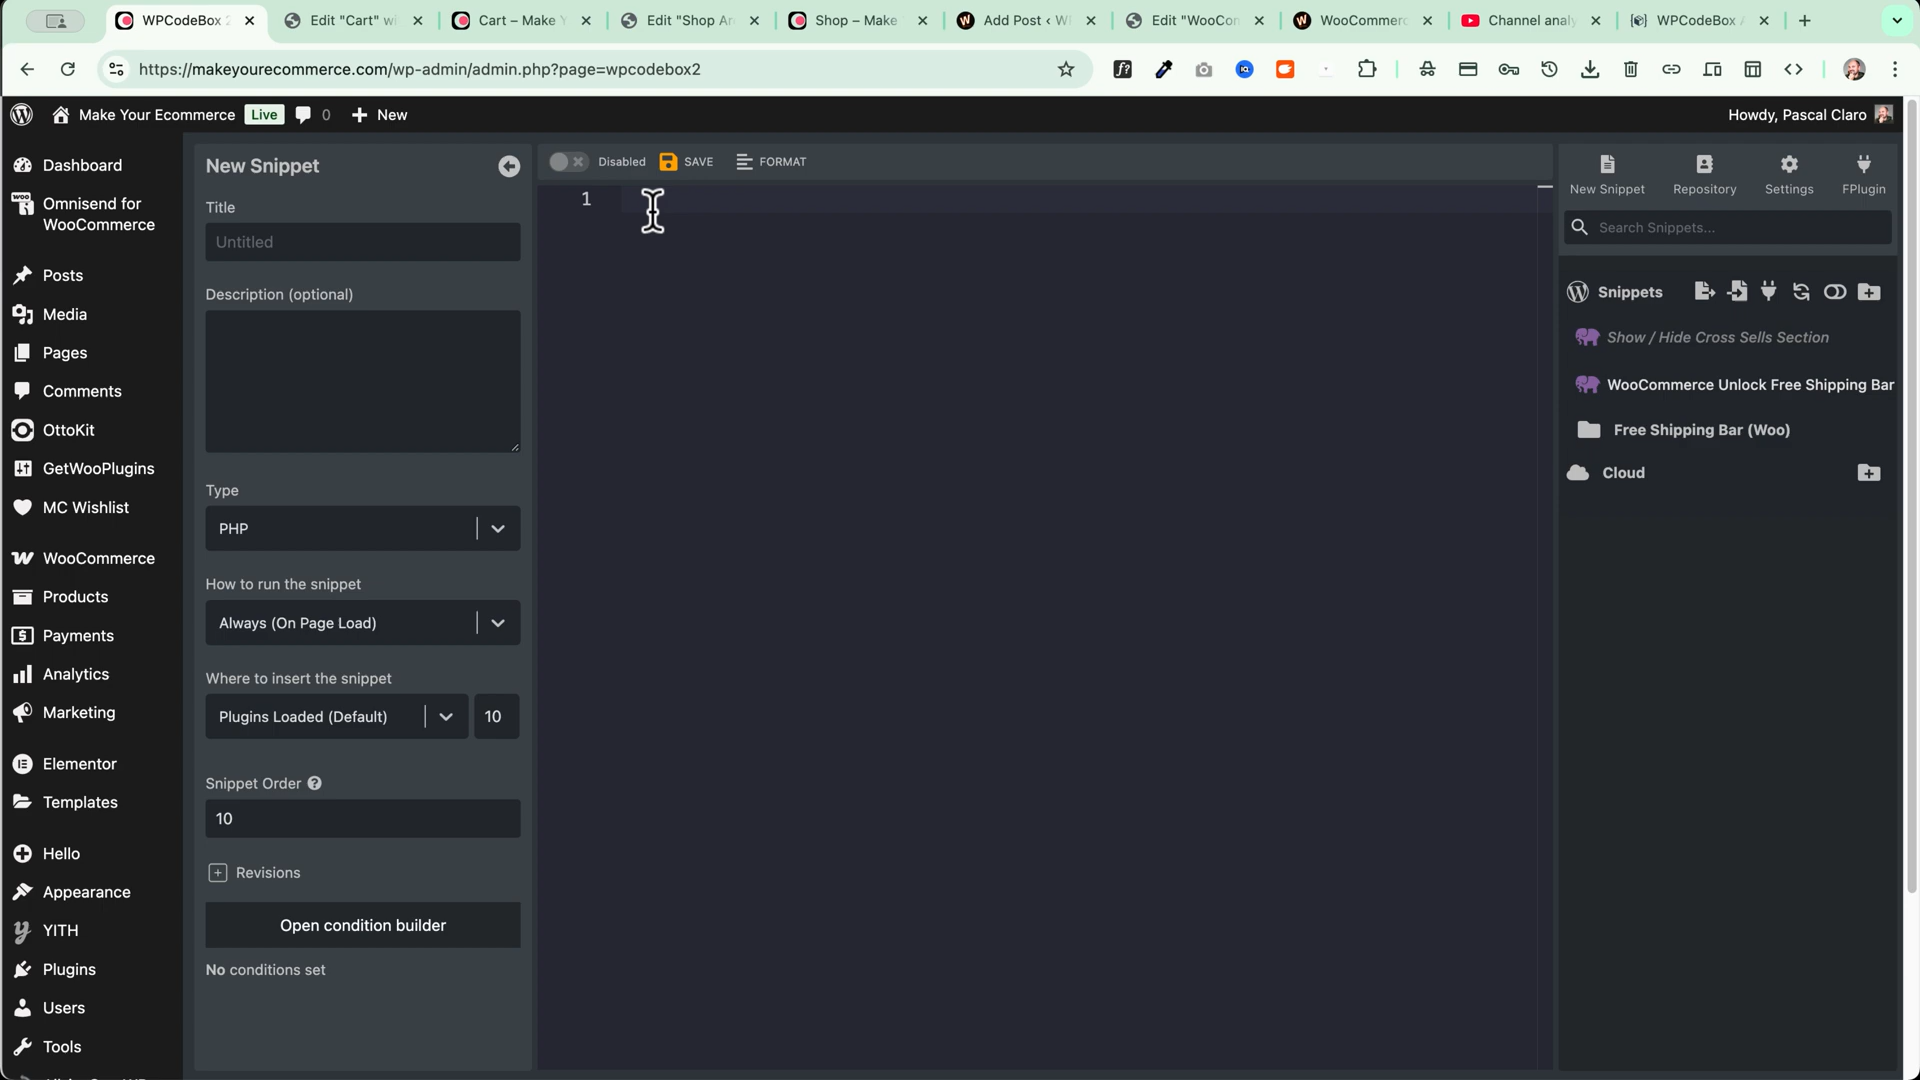 WPCodeBox 2
Edit "Cart" wi
Cart – Make Y
Edit "Shop Ar
Shop – Make
Add Post ‹ W
Edit "WooCon
WooCommerc
Channel analy
WPCodeBox A
https://makeyourecommerce.com/wp-admin/admin.php?page=wpcodebox2
Make Your Ecommerce
Live
0
New
Howdy, Pascal Claro
Dashboard
Omnisend for
WooCommerce
Posts
Media
Pages
Comments
OttoKit
GetWooPlugins
MC Wishlist
WooCommerce
Products
Payments
Analytics
Marketing
Elementor
Templates
Hello
Appearance
YITH
Plugins
Users
Tools
New Snippet
Title
Untitled
Description (optional)
Type
PHP
How to run the snippet
Always (On Page Load)
Where to insert the snippet
Plugins Loaded (Default)
10
Snippet Order
10
Revisions
Open condition builder
No conditions set
Disabled
SAVE
FORMAT
1
New Snippet
Repository
Settings
FPlugin
Search Snippets...
Snippets
Show / Hide Cross Sells Section
WooCommerce Unlock Free Shipping Bar
Free Shipping Bar (Woo)
Cloud